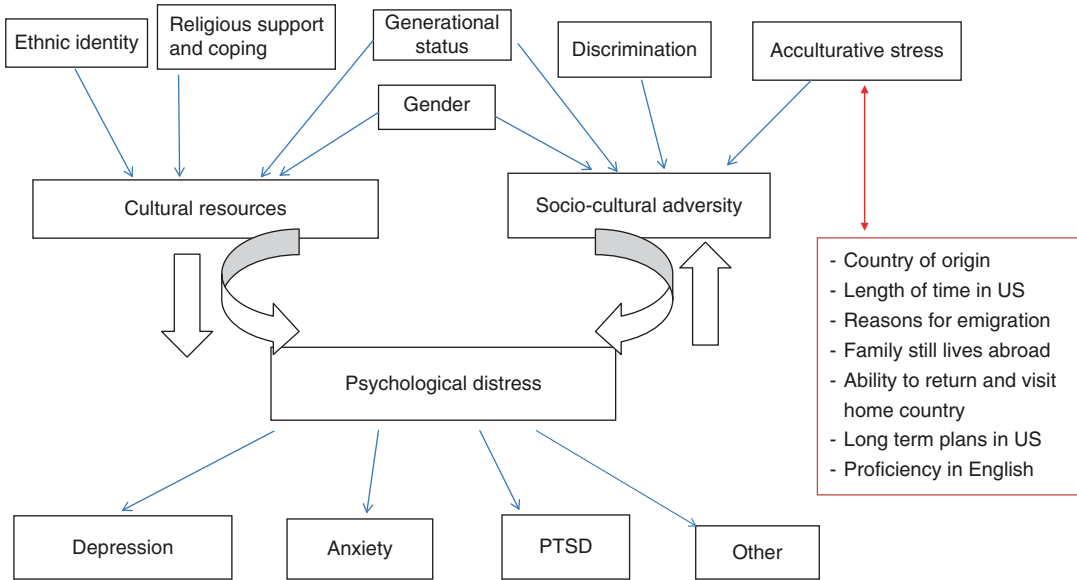 Ethnic identity
Religious support
and coping
Generational
status
Discrimination
Acculturative stress
Gender
Cultural resources
Socio-cultural adversity
- Country of origin
- Length of time in US
- Reasons for emigration
- Family still lives abroad
- Ability to return and visit
home country
- Long term plans in US
- Proficiency in English
Psychological distress
Depression
Anxiety
PTSD
Other